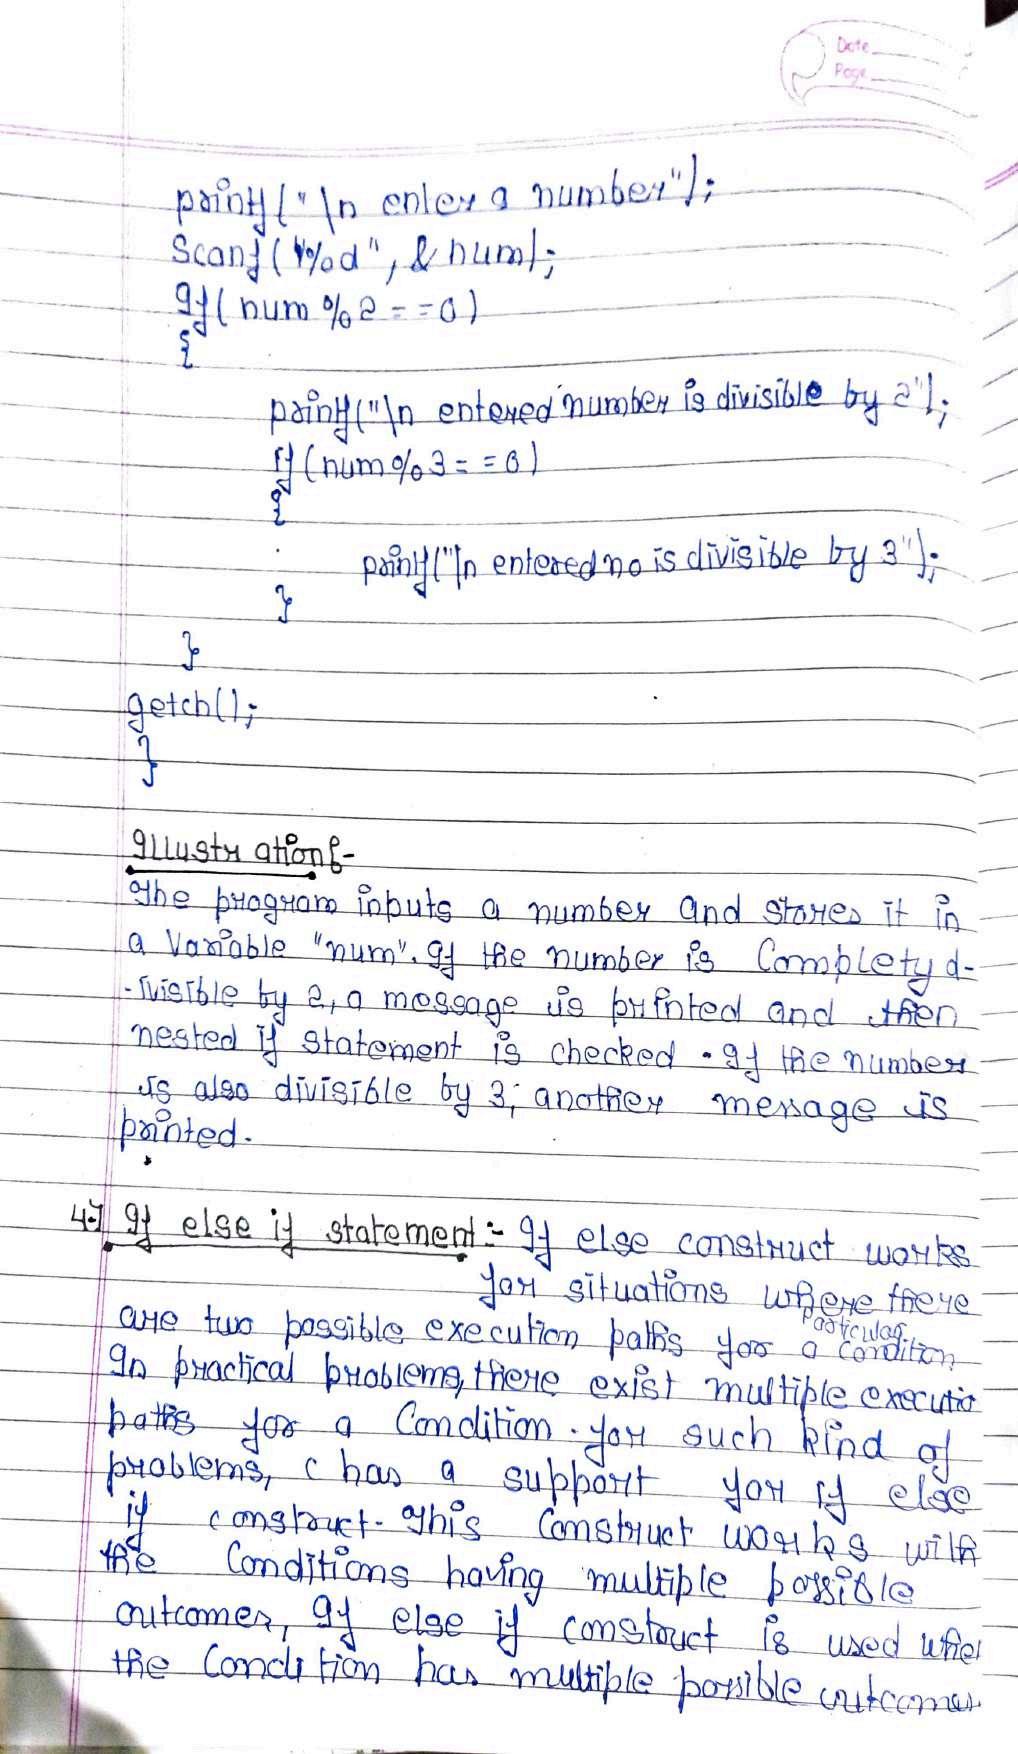 Date
Page
printf("\n enter a number");
Scanf("%d", & num);
If(num % 2 = = 0)
{
printf("\n entered number is divisible by 2");
if(num % 3 = = 0)
{
printf("\n entered no is divisible by 3");
}
}
getch();
}
Illustration:-
The program inputs a number and stores it in
a Variable "num". If the number is Complety d-
-ivisible by 2, a message is printed and then
nested if statement is checked. If the number
is also divisible by 3, another message is
printed.
4.] If else if statement:- If else construct works
for situations where there
are two possible execution paths for a particular condition
In practical problems, there exist multiple executio
paths for a Condition. for such kind of
problems, C has a support for if else
if construct. This Construct works with
the Conditions having multiple possible
outcomes, If else if construct is used whe
the Condition has multiple possible outcomes